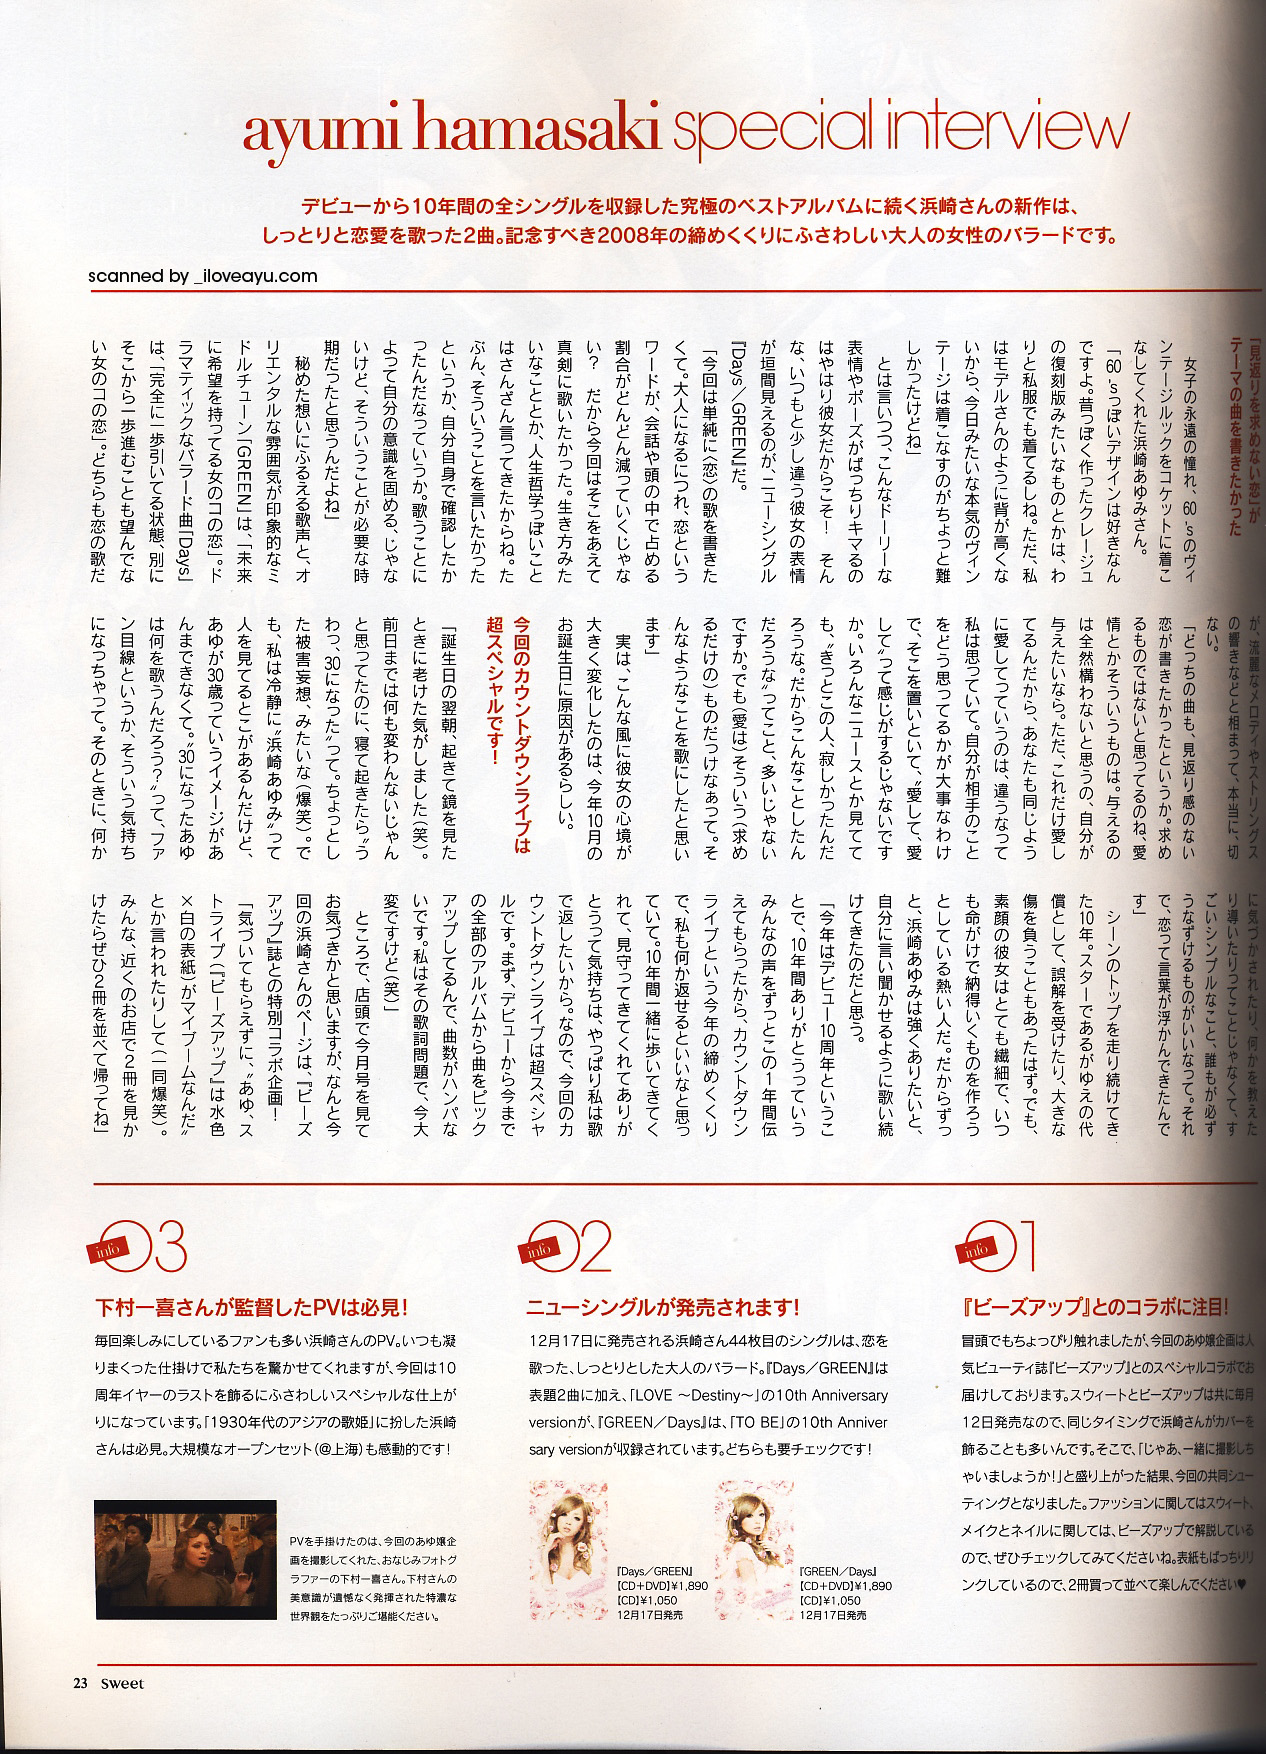 ayumi hamasaki special interview
デビューから10年間の全シングルを収録した究極のベストアルバムに続く浜崎さんの新作は、
しっとりと恋愛を歌った2曲。記念すべき2008年の締めくくりにふさわしい大人の女性のバラードです。
scanned by _iloveayu.com
「見返りを求めない恋」が
テーマの曲を書きたかった
女子の永遠の憧れ、60'sのヴィ
ンテージルックをコケットに着こ
なしてくれた浜崎あゆみさん。
「60'sっぽいデザインは好きなん
ですよ。昔っぽく作ったクレージュ
の復刻版みたいなものとかは、わ
りと私服でも着てるしね。ただ、私
はモデルさんのように背が高くな
いから、今日みたいな本気のヴィン
テージは着こなすのがちょっと難
しかったけどね」
とは言いつつ、こんなドーリーな
表情やポーズがばっちりキマるの
はやはり彼女だからこそ！　そん
な、いつもと少し違う彼女の表情
が垣間見えるのが、ニューシングル
『Days／GREEN』だ。
「今回は単純に〈恋〉の歌を書きた
くて。大人になるにつれ、恋という
ワードが、会話や頭の中で占める
割合がどんどん減っていくじゃな
い？　だから今回はそこをあえて
真剣に歌いたかった。生き方みた
いなこととか、人生哲学っぽいこと
はさんざん言ってきたからね。た
ぶん、そういうことを言いたかった
というか、自分自身で確認したか
ったんだなっていうか。歌うことに
よって自分の意識を固める、じゃな
いけど、そういうことが必要な時
期だったと思うんだよね」
秘めた想いにふるえる歌声と、オ
リエンタルな雰囲気が印象的なミ
ドルチューン「GREEN」は、「未来
に希望を持ってる女のコの恋」。ド
ラマティックなバラード曲「Days」
は、「完全に一歩引いてる状態、別に
そこから一歩進むことも望んでな
い女のコの恋」。どちらも恋の歌だ
が、流麗なメロディやストリングス
の響きなどと相まって、本当に、切
ない。
「どっちの曲も、見返り感のない
恋が書きたかったというか。求め
るものではないと思ってるのね、愛
情とかそういうものは。与えるの
は全然構わないと思うの、自分が
与えたいなら。ただ、これだけ愛し
てるんだから、あなたも同じよう
に愛してっていうのは、違うなって
私は思っていて。自分が相手のこと
をどう思ってるかが大事なわけ
で、そこを置いといて、“愛して、愛
して”って感じがするじゃないです
か。いろんなニュースとか見てて
も、“きっとこの人、寂しかったんだ
ろうな。だからこんなことしたん
だろうな”ってこと、多いじゃない
ですか。でも（愛は）そういう〈求め
るだけの〉ものだっけなぁって。そ
んなようなことを歌にしたと思い
ます」
実は、こんな風に彼女の心境が
大きく変化したのは、今年10月の
お誕生日に原因があるらしい。
今回のカウントダウンライブは
超スペシャルです！
「誕生日の翌朝、起きて鏡を見た
ときに老けた気がしました（笑）。
前日までは何も変わんないじゃん
と思ってたのに、寝て起きたら“う
わっ、30になった”って。ちょっとし
た被害妄想、みたいな（爆笑）。で
も、私は冷静に“浜崎あゆみ”って
人を見てるとこがあるんだけど、
あゆが30歳っていうイメージがあ
んまできなくて。“30になったあゆ
は何を歌うんだろう？”って、ファ
ン目線というか、そういう気持ち
になっちゃって。そのときに、何か
に気づかされたり、何かを教えた
り導いたりってことじゃなくて、す
ごいシンプルなこと、誰もが必ず
うなずけるものがいいなって。それ
で、恋って言葉が浮かんできたんで
す」
シーンのトップを走り続けてき
た10年。スターであるがゆえの代
償として、誤解を受けたり、大きな
傷を負うこともあったはず。でも、
素顔の彼女はとても繊細で、いつ
も命がけで納得いくものを作ろう
としている熱い人だ。だからずっ
と、浜崎あゆみは強くありたいと、
自分に言い聞かせるように歌い続
けてきたのだと思う。
「今年はデビュー10周年というこ
とで、10年間ありがとうっていう
みんなの声をずっとこの1年間伝
えてもらったから、カウントダウン
ライブという今年の締めくくり
で、私も何か返せるといいなと思っ
ていて。10年間一緒に歩いてきてく
れて、見守ってきてくれてありが
とうって気持ちは、やっぱり私は歌
で返したいから。なので、今回のカ
ウントダウンライブは超スペシャ
ルです。まず、デビューから今まで
の全部のアルバムから曲をピック
アップしてるんで、曲数がハンパな
いです。私はその歌詞問題で、今大
変ですけど（笑）」
ところで、店頭で今月号を見て
お気づきかと思いますが、なんと今
回の浜崎さんのページは、『ビーズ
アップ』誌との特別コラボ企画！
「気づいてもらえずに、“あゆ、ス
トライプ（『ビーズアップ』は水色
×白の表紙）がマイブームなんだ”
とか言われたりして（一同爆笑）。
みんな、近くのお店で2冊を見か
けたらぜひ2冊を並べて帰ってね」
info 01
『ビーズアップ』とのコラボに注目！
冒頭でもちょっぴり触れましたが、今回のあゆ嬢企画は人
気ビューティ誌『ビーズアップ』とのスペシャルコラボでお
届けしております。スウィートとビーズアップは共に毎月
12日発売なので、同じタイミングで浜崎さんがカバーを
飾ることも多いんです。そこで、「じゃあ、一緒に撮影しち
ゃいましょうか！」と盛り上がった結果、今回の共同シュー
ティングとなりました。ファッションに関してはスウィート、
メイクとネイルに関しては、ビーズアップで解説している
ので、ぜひチェックしてみてくださいね。表紙もばっちりリ
ンクしているので、2冊買って並べて楽しんでください♥
info 02
ニューシングルが発売されます！
12月17日に発売される浜崎さん44枚目のシングルは、恋を
歌った、しっとりとした大人のバラード。『Days／GREEN』は
表題2曲に加え、「LOVE ～Destiny～」の10th Anniversary
versionが、『GREEN／Days』は、「TO BE」の10th Anniver
sary versionが収録されています。どちらも要チェックです！
『Days／GREEN』
【CD+DVD】¥1,890
【CD】¥1,050
12月17日発売
『GREEN／Days』
【CD+DVD】¥1,890
【CD】¥1,050
12月17日発売
info 03
下村一喜さんが監督したPVは必見！
毎回楽しみにしているファンも多い浜崎さんのPV。いつも凝
りまくった仕掛けで私たちを驚かせてくれますが、今回は10
周年イヤーのラストを飾るにふさわしいスペシャルな仕上が
りになっています。「1930年代のアジアの歌姫」に扮した浜崎
さんは必見。大規模なオープンセット（@上海）も感動的です！
PVを手掛けたのは、今回のあゆ嬢企
画を撮影してくれた、おなじみフォトグ
ラファーの下村一喜さん。下村さんの
美意識が遺憾なく発揮された特濃な
世界観をたっぷりご堪能ください。
23 Sweet